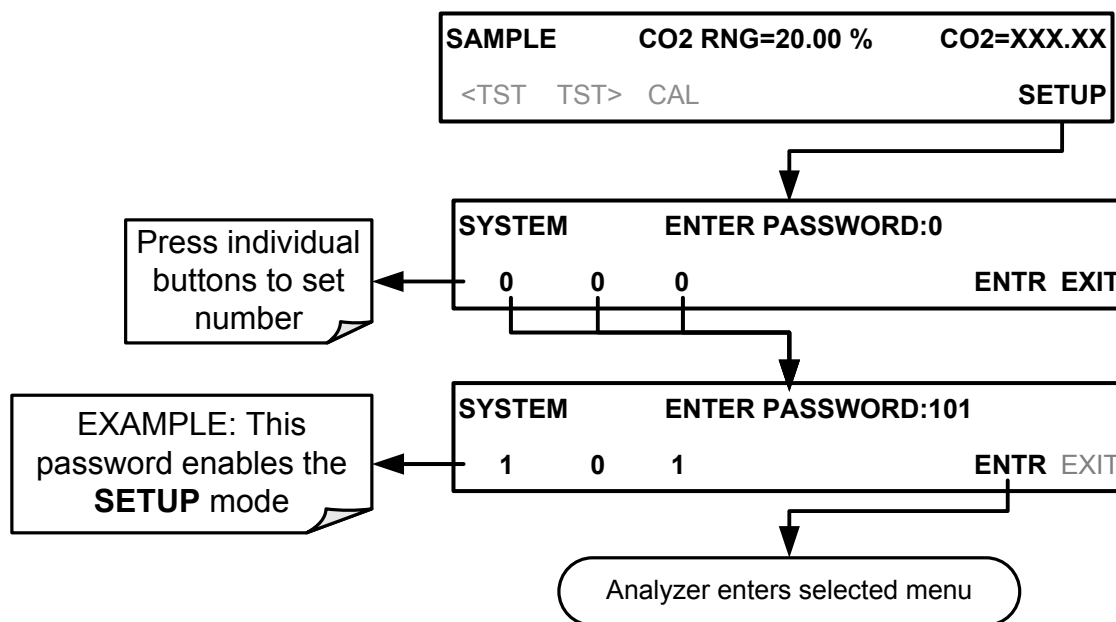 SAMPLE CO2 RNG=20.00 % CO2=XXX.XX
<TST TST> CAL SETUP
SYSTEM ENTER PASSWORD:0
0 0 0 ENTR EXIT
Press individual
buttons to set
number
SYSTEM ENTER PASSWORD:101
1 0 1 ENTR EXIT
EXAMPLE: This
password enables the
SETUP mode
Analyzer enters selected menu